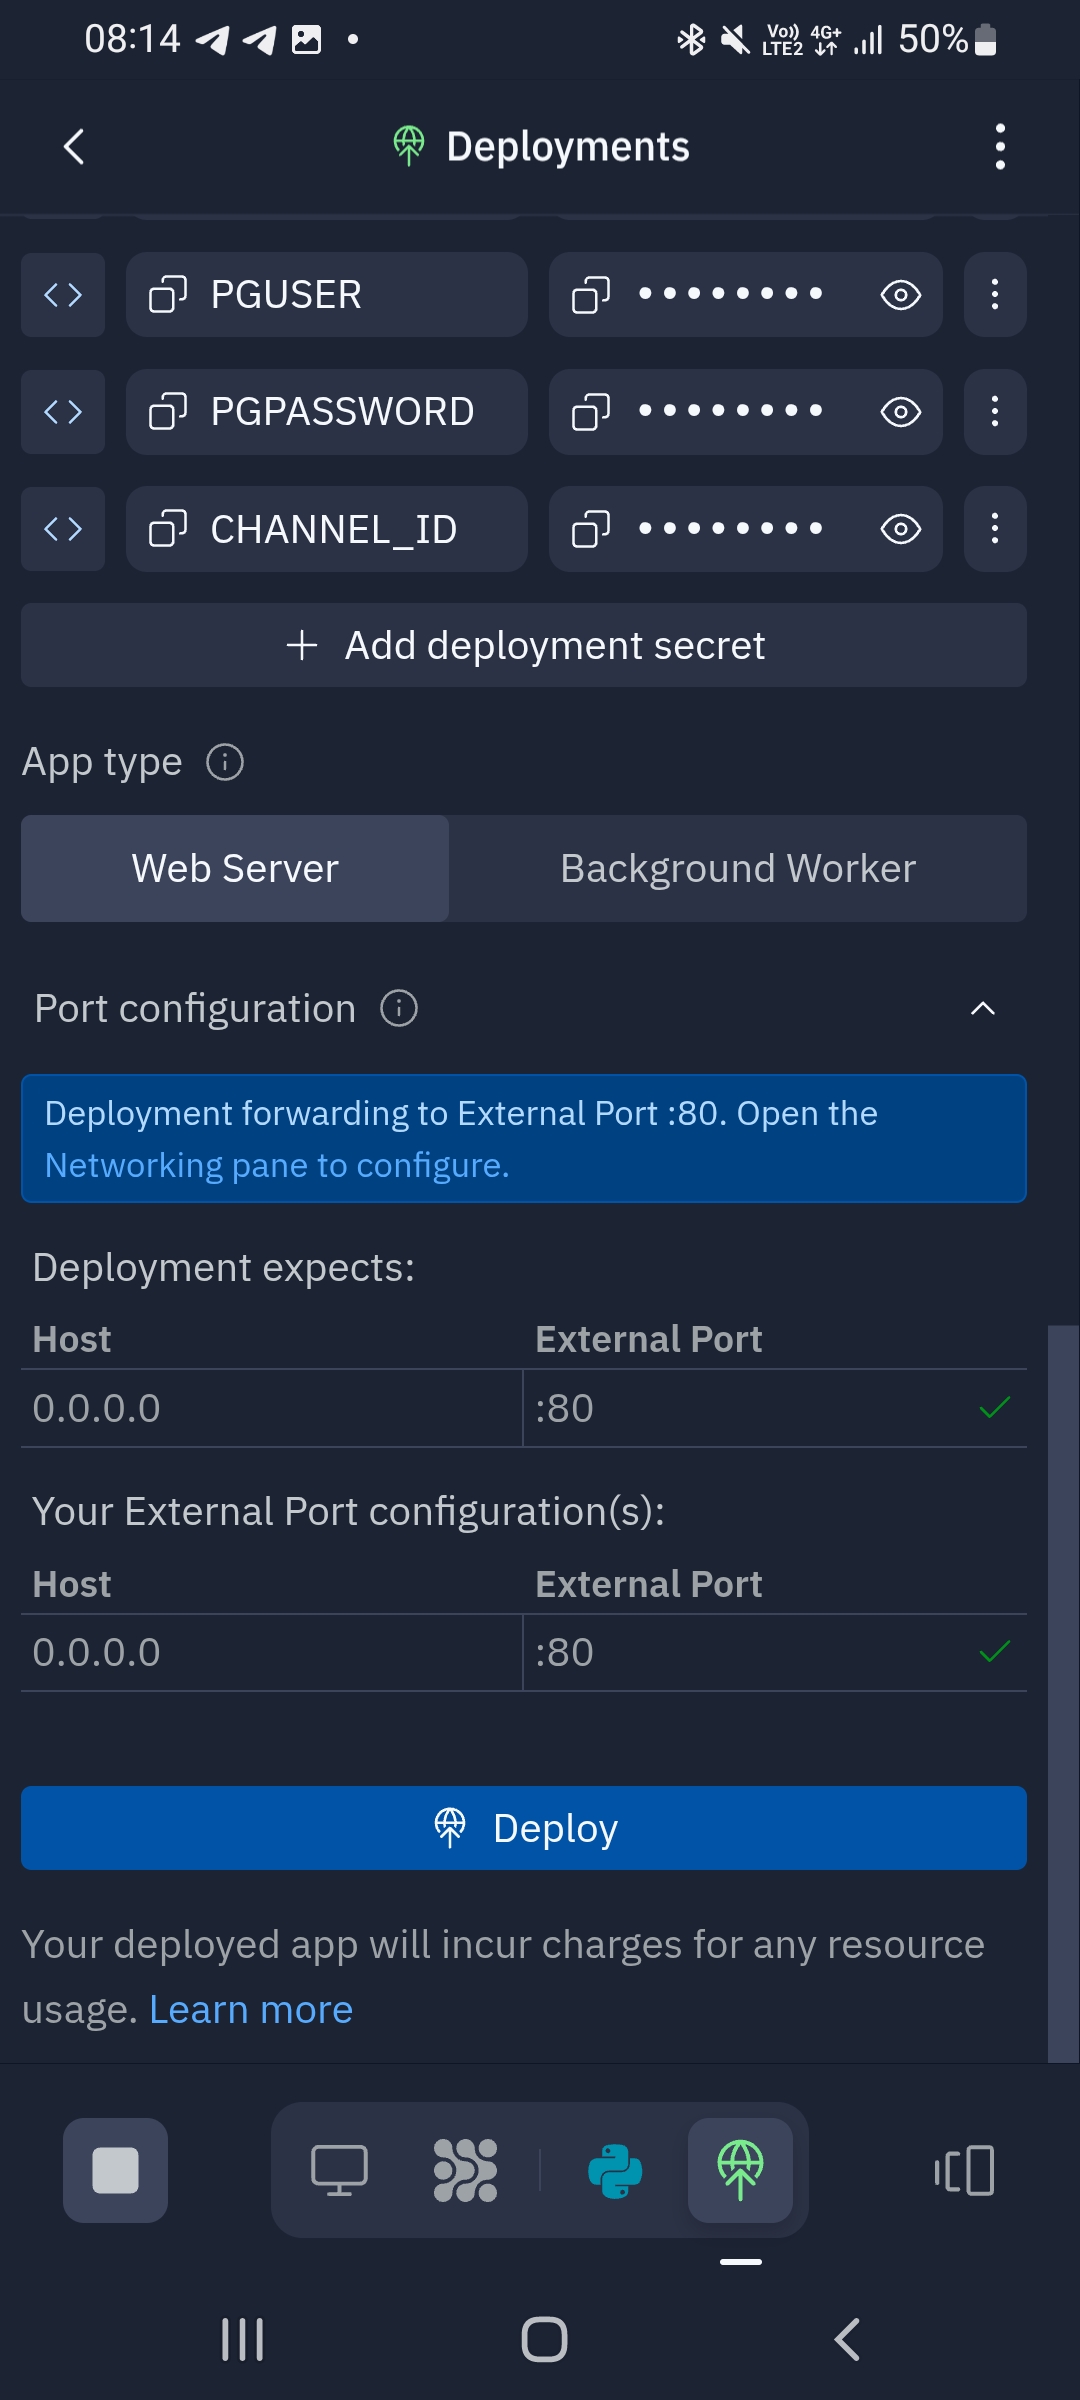 08:14
Vo)) LTE2 4G+ 50%
Deployments
PGUSER ••••••••
PGPASSWORD ••••••••
CHANNEL_ID ••••••••
+ Add deployment secret
App type
Web Server Background Worker
Port configuration
Deployment forwarding to External Port :80. Open the
Networking pane to configure.
Deployment expects:
Host External Port
0.0.0.0 :80
Your External Port configuration(s):
Host External Port
0.0.0.0 :80
Deploy
Your deployed app will incur charges for any resource
usage. Learn more